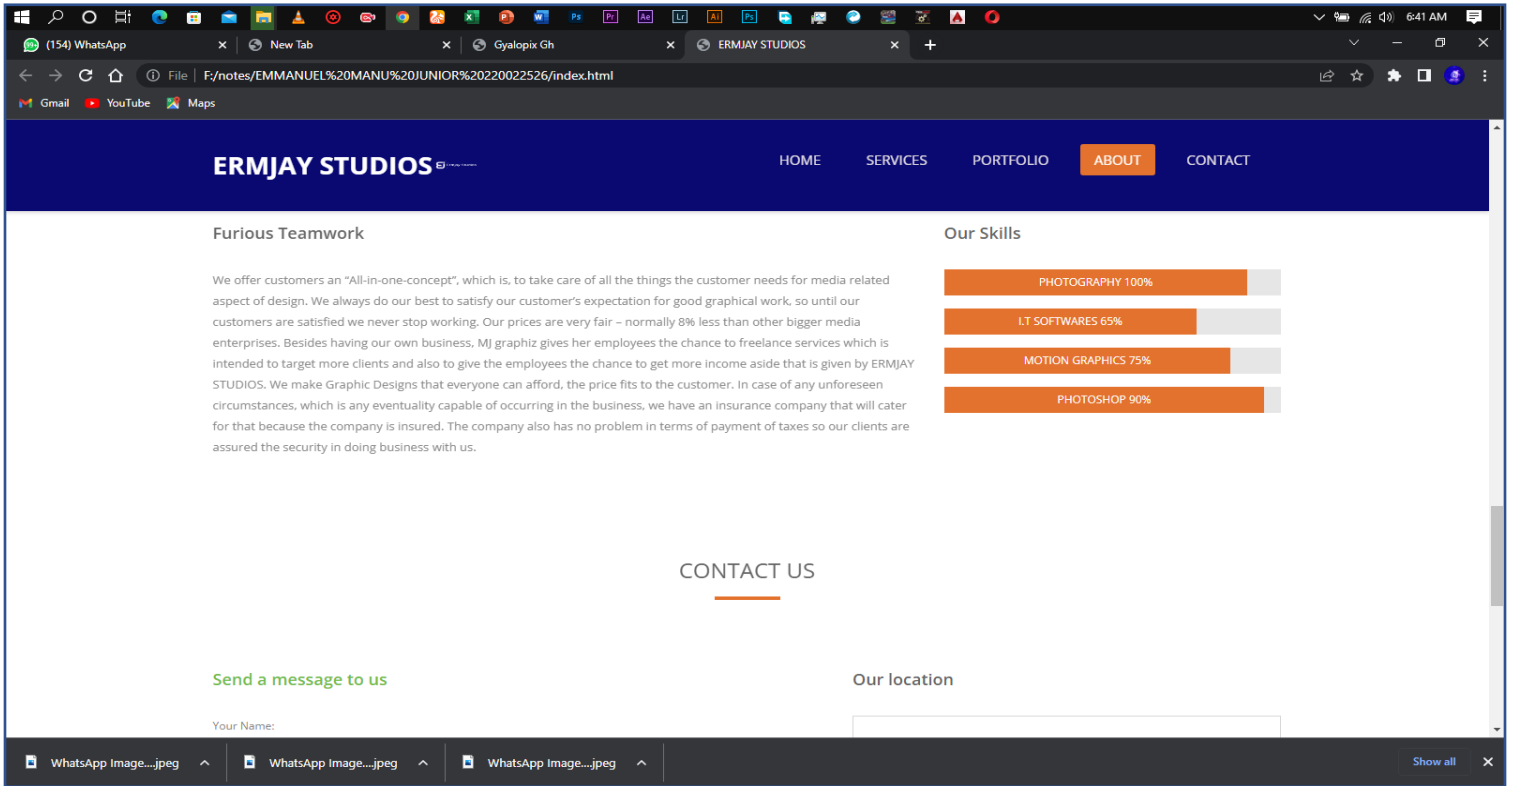 6:41 AM
(154) WhatsApp
New Tab
Gyalopix Gh
ERMJAY STUDIOS
File F:/notes/EMMANUEL%20MANU%20JUNIOR%20220022526/index.html
Gmail YouTube Maps
ERMJAY STUDIOS
HOME SERVICES PORTFOLIO ABOUT CONTACT
Furious Teamwork
We offer customers an “All-in-one-concept”, which is, to take care of all the things the customer needs for media related
aspect of design. We always do our best to satisfy our customer’s expectation for good graphical work, so until our
customers are satisfied we never stop working. Our prices are very fair – normally 8% less than other bigger media
enterprises. Besides having our own business, MJ graphiz gives her employees the chance to freelance services which is
intended to target more clients and also to give the employees the chance to get more income aside that is given by ERMJAY
STUDIOS. We make Graphic Designs that everyone can afford, the price fits to the customer. In case of any unforeseen
circumstances, which is any eventuality capable of occurring in the business, we have an insurance company that will cater
for that because the company is insured. The company also has no problem in terms of payment of taxes so our clients are
assured the security in doing business with us.
Our Skills
PHOTOGRAPHY 100%
I.T SOFTWARES 65%
MOTION GRAPHICS 75%
PHOTOSHOP 90%
CONTACT US
Send a message to us
Your Name:
Our location
WhatsApp Image....jpeg
WhatsApp Image....jpeg
WhatsApp Image....jpeg
Show all